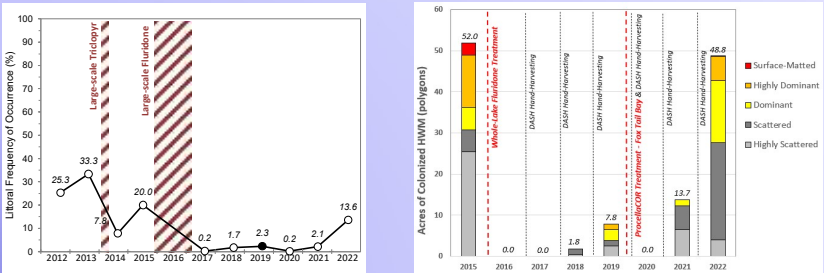 Littoral Frequency of Occurrence (%)
100
90
80
70
60
50
40
30
20
10
0
Large-scale Triclopyr
Large-scale Fluridone
25.3
33.3
7.8
20.0
0.2
1.7
2.3
0.2
2.1
13.6
2012 2013 2014 2015 2016 2017 2018 2019 2020 2021 2022
Acres of Colonized HWM (polygons)
60
50
40
30
20
10
0
52.0
Whole-Lake Fluridone Treatment
0.0
DASH Hand-Harvesting
0.0
DASH Hand-Harvesting
1.8
DASH Hand-Harvesting
7.8
ProcellaCOR Treatment - Fox Tail Bay & DASH Hand-Harvesting
0.0
DASH Hand-Harvesting
13.7
DASH Hand-Harvesting
48.8
2015 2016 2017 2018 2019 2020 2021 2022
Surface-Matted
Highly Dominant
Dominant
Scattered
Highly Scattered